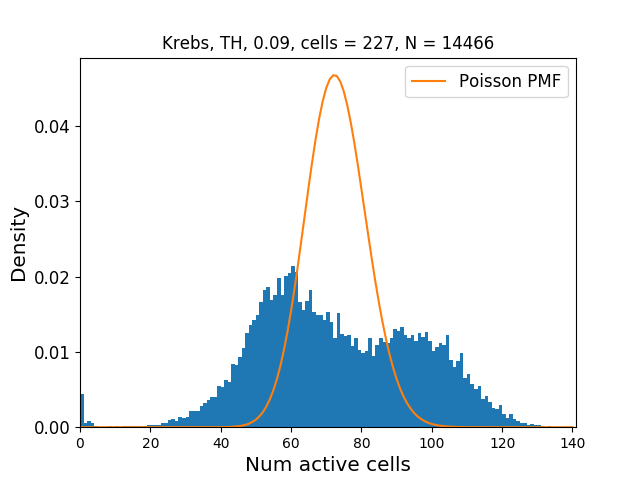 Krebs, TH, 0.09, cells = 227, N = 14466
Poisson PMF
0.04
0.03
0.02
0.01
0.00
Density
0 20 40 60 80 100 120 140
Num active cells